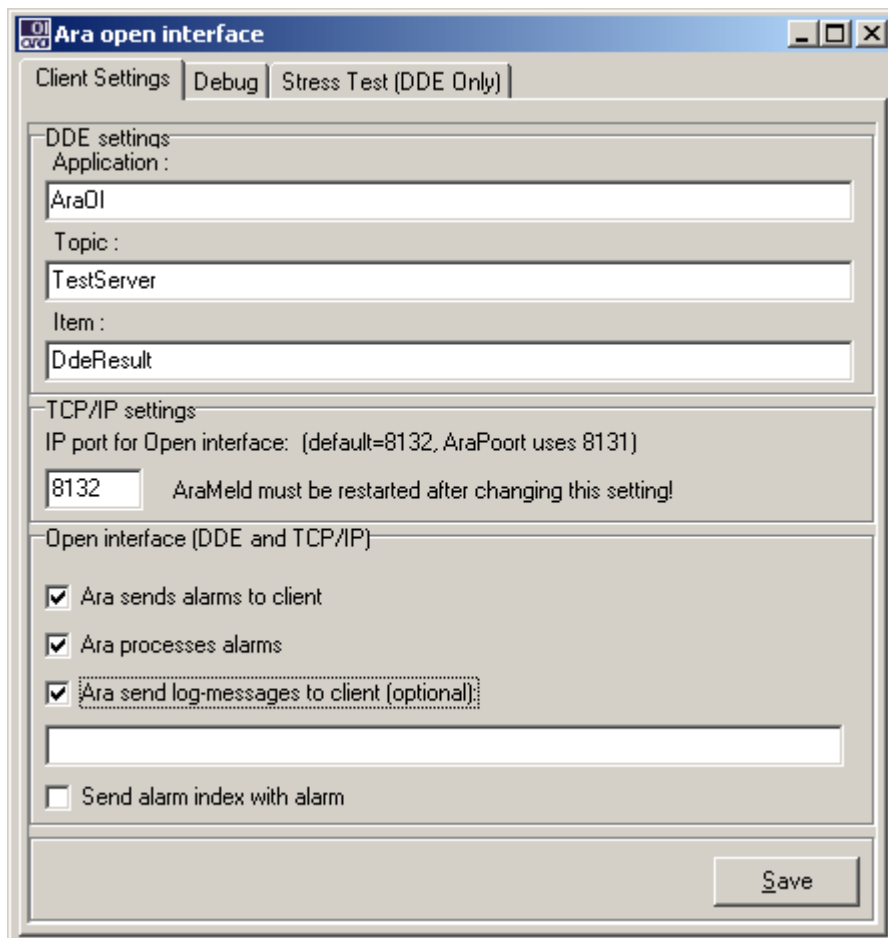 OI
ara
Ara open interface
Client Settings
Debug
Stress Test (DDE Only)
DDE settings
Application :
AraOI
Topic :
TestServer
Item :
DdeResult
TCP/IP settings
IP port for Open interface: (default=8132, AraPoort uses 8131)
8132
AraMeld must be restarted after changing this setting!
Open interface (DDE and TCP/IP)
Ara sends alarms to client
Ara processes alarms
Ara send log-messages to client (optional):
Send alarm index with alarm
Save